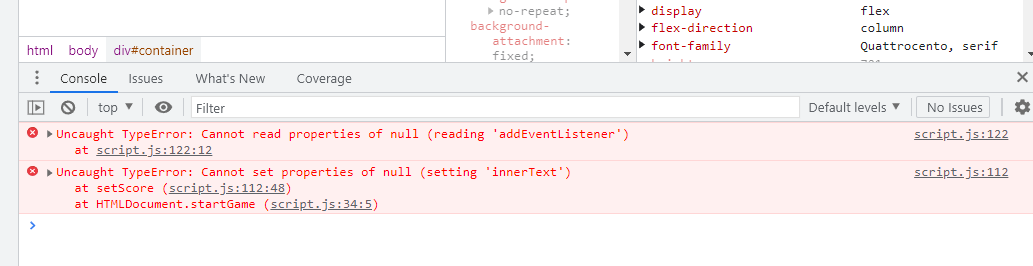 no-repeat;
background-
attachment:
fixed;
display flex
flex-direction column
font-family Quattrocento, serif
html body div#container
Console Issues What's New Coverage
top Filter Default levels No Issues
Uncaught TypeError: Cannot read properties of null (reading 'addEventListener') script.js:122
at script.js:122:12
Uncaught TypeError: Cannot set properties of null (setting 'innerText') script.js:112
at setScore (script.js:112:48)
at HTMLDocument.startGame (script.js:34:5)